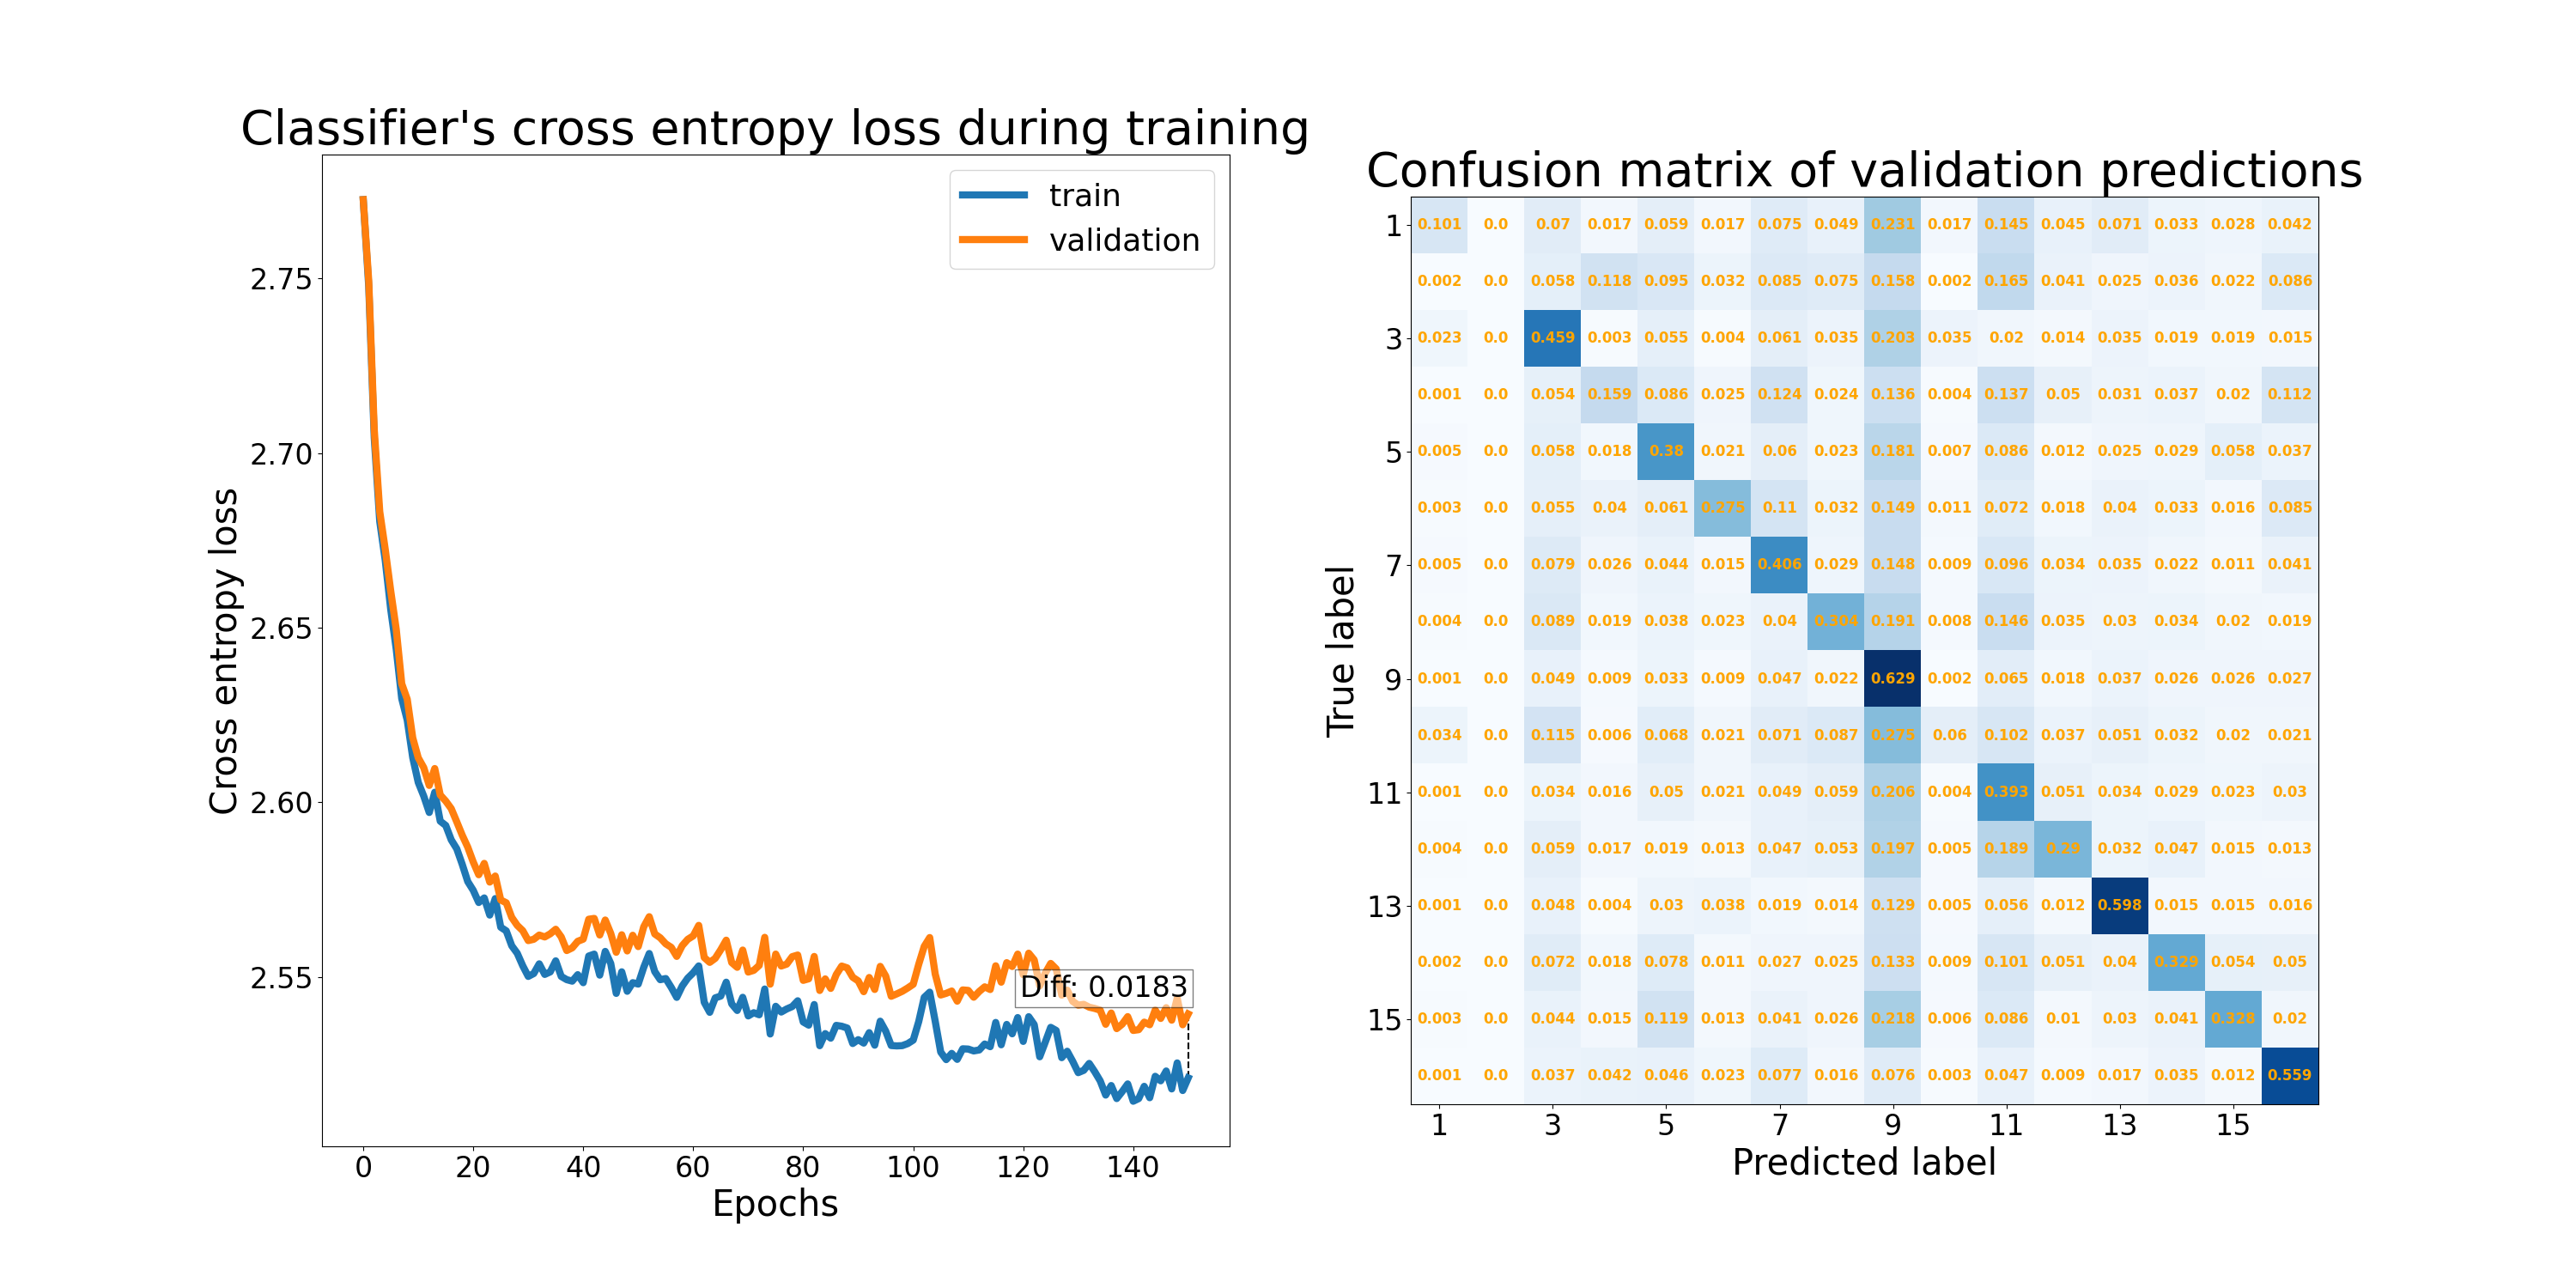 Classifier's cross entropy loss during training
train
validation
2.75
2.70
2.65
2.60
2.55
Cross entropy loss
Diff: 0.0183
0 20 40 60 80 100 120 140
Epochs
Confusion matrix of validation predictions
True label
1 0.101 0.0 0.07 0.017 0.059 0.017 0.075 0.049 0.231 0.017 0.145 0.045 0.071 0.033 0.028 0.042
0.002 0.0 0.058 0.118 0.095 0.032 0.085 0.075 0.158 0.002 0.165 0.041 0.025 0.036 0.022 0.086
3 0.023 0.0 0.459 0.003 0.055 0.004 0.061 0.035 0.203 0.035 0.02 0.014 0.035 0.019 0.019 0.015
0.001 0.0 0.054 0.159 0.086 0.025 0.124 0.024 0.136 0.004 0.137 0.05 0.031 0.037 0.02 0.112
5 0.005 0.0 0.058 0.018 0.38 0.021 0.06 0.023 0.181 0.007 0.086 0.012 0.025 0.029 0.058 0.037
0.003 0.0 0.055 0.04 0.061 0.275 0.11 0.032 0.149 0.011 0.072 0.018 0.04 0.033 0.016 0.085
7 0.005 0.0 0.079 0.026 0.044 0.015 0.406 0.029 0.148 0.009 0.096 0.034 0.035 0.022 0.011 0.041
0.004 0.0 0.089 0.019 0.038 0.023 0.04 0.304 0.191 0.008 0.146 0.035 0.03 0.034 0.02 0.019
9 0.001 0.0 0.049 0.009 0.033 0.009 0.047 0.022 0.629 0.002 0.065 0.018 0.037 0.026 0.026 0.027
0.034 0.0 0.115 0.006 0.068 0.021 0.071 0.087 0.275 0.06 0.102 0.037 0.051 0.032 0.02 0.021
11 0.001 0.0 0.034 0.016 0.05 0.021 0.049 0.059 0.206 0.004 0.393 0.051 0.034 0.029 0.023 0.03
0.004 0.0 0.059 0.017 0.019 0.013 0.047 0.053 0.197 0.005 0.189 0.29 0.032 0.047 0.015 0.013
13 0.001 0.0 0.048 0.004 0.03 0.038 0.019 0.014 0.129 0.005 0.056 0.012 0.598 0.015 0.015 0.016
0.002 0.0 0.072 0.018 0.078 0.011 0.027 0.025 0.133 0.009 0.101 0.051 0.04 0.329 0.054 0.05
15 0.003 0.0 0.044 0.015 0.119 0.013 0.041 0.026 0.218 0.006 0.086 0.01 0.03 0.041 0.328 0.02
0.001 0.0 0.037 0.042 0.046 0.023 0.077 0.016 0.076 0.003 0.047 0.009 0.017 0.035 0.012 0.559
1 3 5 7 9 11 13 15
Predicted label